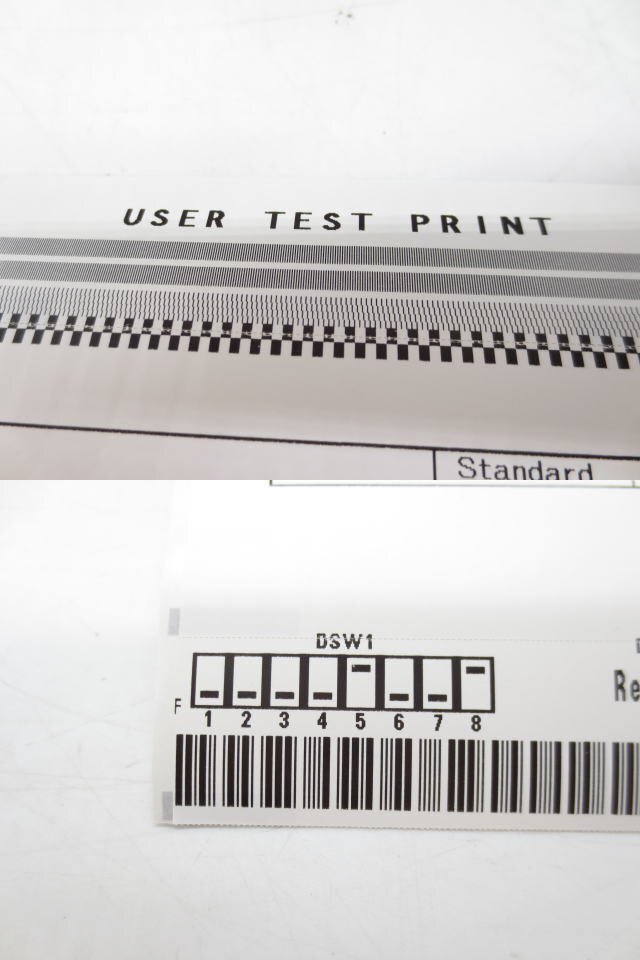 USER TEST PRINT
Standard
DSW1
F
1 2 3 4 5 6 7 8
Re